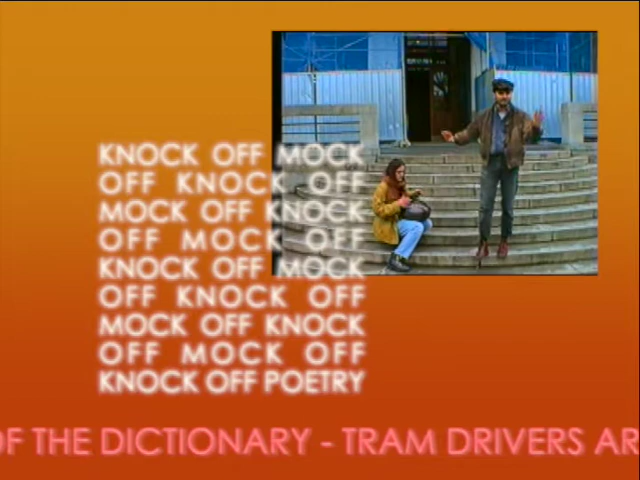 KNOCK OFF MOCK
OFF KNOCK OFF
MOCK OFF KNOCK
OFF MOCK OFF
KNOCK OFF MOCK
OFF KNOCK OFF
MOCK OFF KNOCK
OFF MOCK OFF
KNOCK OFF POETRY
OF THE DICTIONARY - TRAM DRIVERS AR